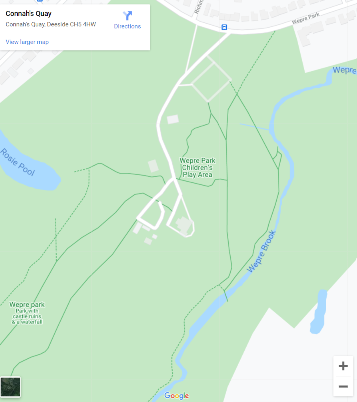 Connah's Quay
Connah's Quay, Deeside CH5 4HW
Directions
View larger map
Wepre Park
Wepre
Rosie Pool
Wepre Park
Children's
Play Area
Wepre Brook
Wepre park
Park with
castle ruins
& a waterfall
Google